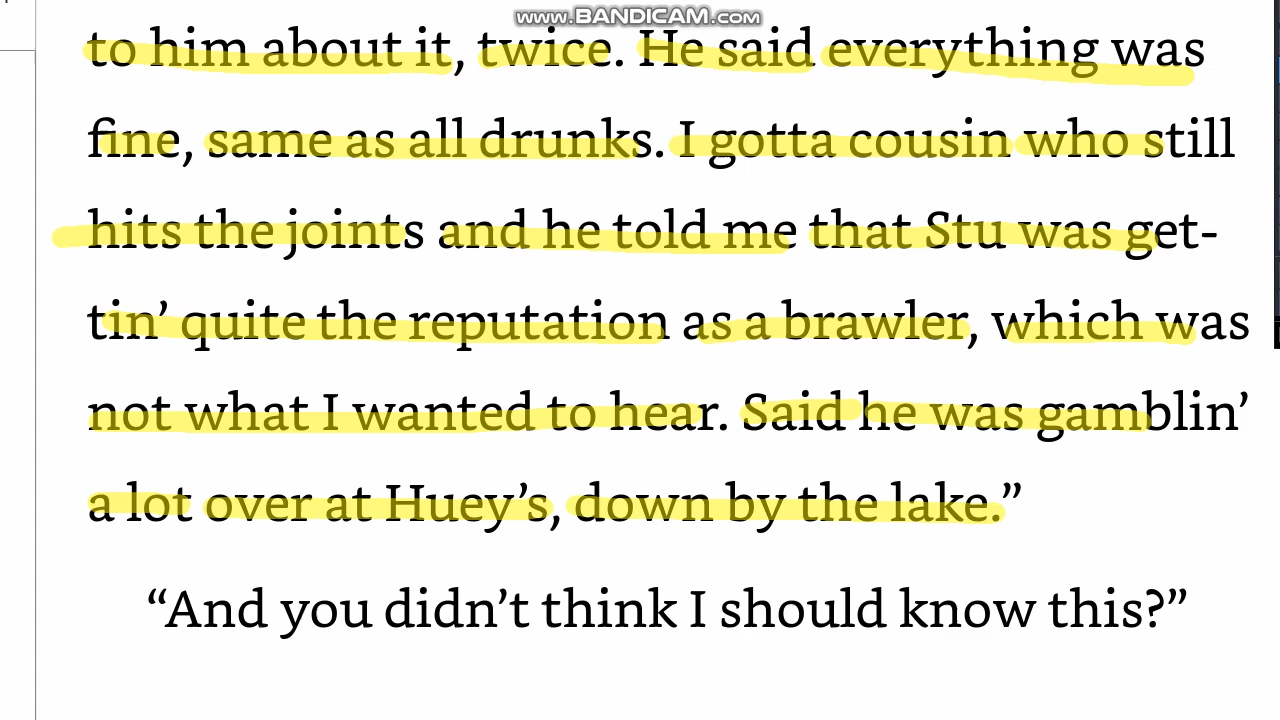 www.BANDICAM.com
to him about it, twice. He said everything was
fine, same as all drunks. I gotta cousin who still
hits the joints and he told me that Stu was get-
tin’ quite the reputation as a brawler, which was
not what I wanted to hear. Said he was gamblin’
a lot over at Huey’s, down by the lake.”
“And you didn’t think I should know this?”